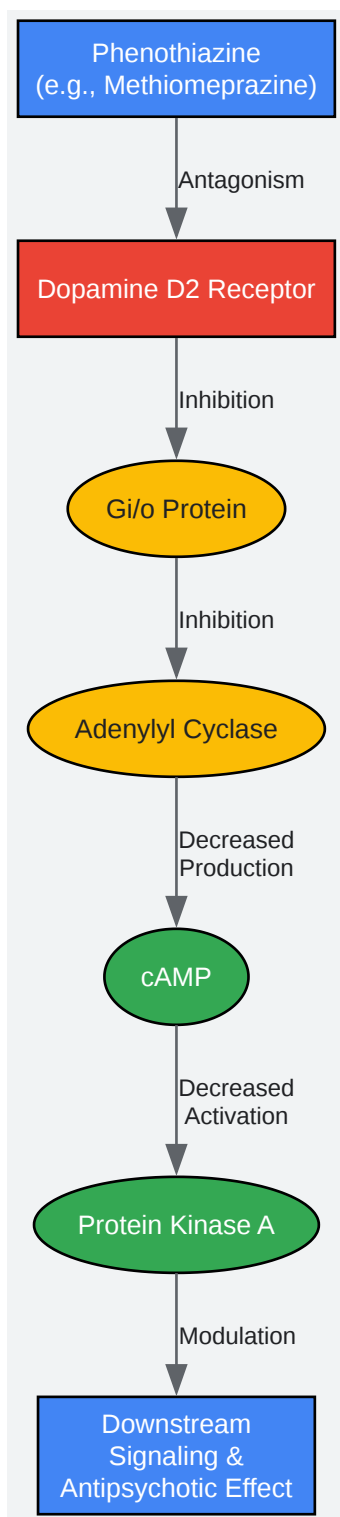 Phenothiazine
(e.g., Methiomeprazine)
Antagonism
Dopamine D2 Receptor
Inhibition
Gi/o Protein
Inhibition
Adenylyl Cyclase
Decreased
Production
cAMP
Decreased
Activation
Protein Kinase A
Modulation
Downstream
Signaling &
Antipsychotic Effect